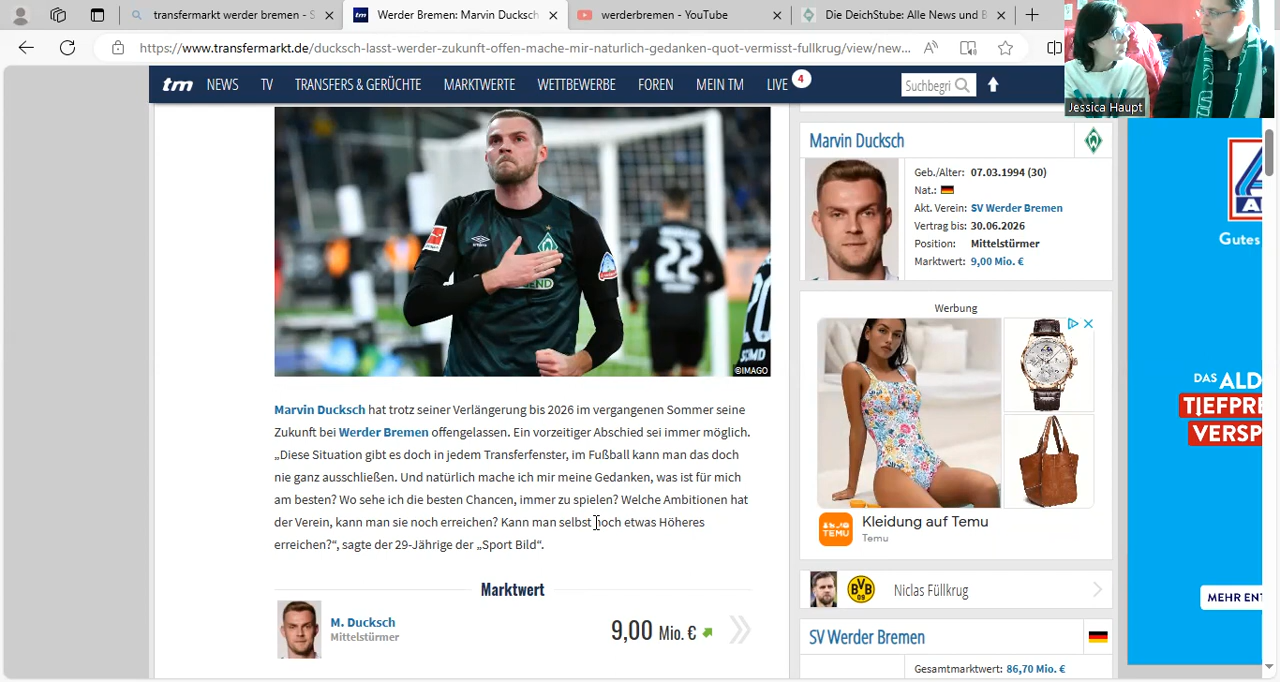 transfermarkt werder bremen - S
Werder Bremen: Marvin Ducksch
werderbremen - YouTube
Die DeichStube: Alle News und B
https://www.transfermarkt.de/ducksch-lasst-werder-zukunft-offen-mache-mir-naturlich-gedanken-quot-vermisst-fullkrug/view/new...
tm NEWS TV TRANSFERS & GERÜCHTE MARKTWERTE WETTBEWERBE FOREN MEIN TM LIVE 4
Suchbegri
Jessica Haupt
22
©IMAGO
Marvin Ducksch hat trotz seiner Verlängerung bis 2026 im vergangenen Sommer seine
Zukunft bei Werder Bremen offengelassen. Ein vorzeitiger Abschied sei immer möglich.
„Diese Situation gibt es doch in jedem Transferfenster, im Fußball kann man das doch
nie ganz ausschließen. Und natürlich mache ich mir meine Gedanken, was ist für mich
am besten? Wo sehe ich die besten Chancen, immer zu spielen? Welche Ambitionen hat
der Verein, kann man sie noch erreichen? Kann man selbst noch etwas Höheres
erreichen?“, sagte der 29-Jährige der „Sport Bild“.
Marktwert
M. Ducksch
Mittelstürmer
9,00 Mio. €
Marvin Ducksch
Geb./Alter: 07.03.1994 (30)
Nat.:
Akt. Verein: SV Werder Bremen
Vertrag bis: 30.06.2026
Position: Mittelstürmer
Marktwert: 9,00 Mio. €
Werbung
TEMU
Kleidung auf Temu
Temu
BVB 09
Niclas Füllkrug
SV Werder Bremen
Gesamtmarktwert: 86,70 Mio. €
Gutes
DAS ALD
TIEFPRE
VERSP
MEHR ENT